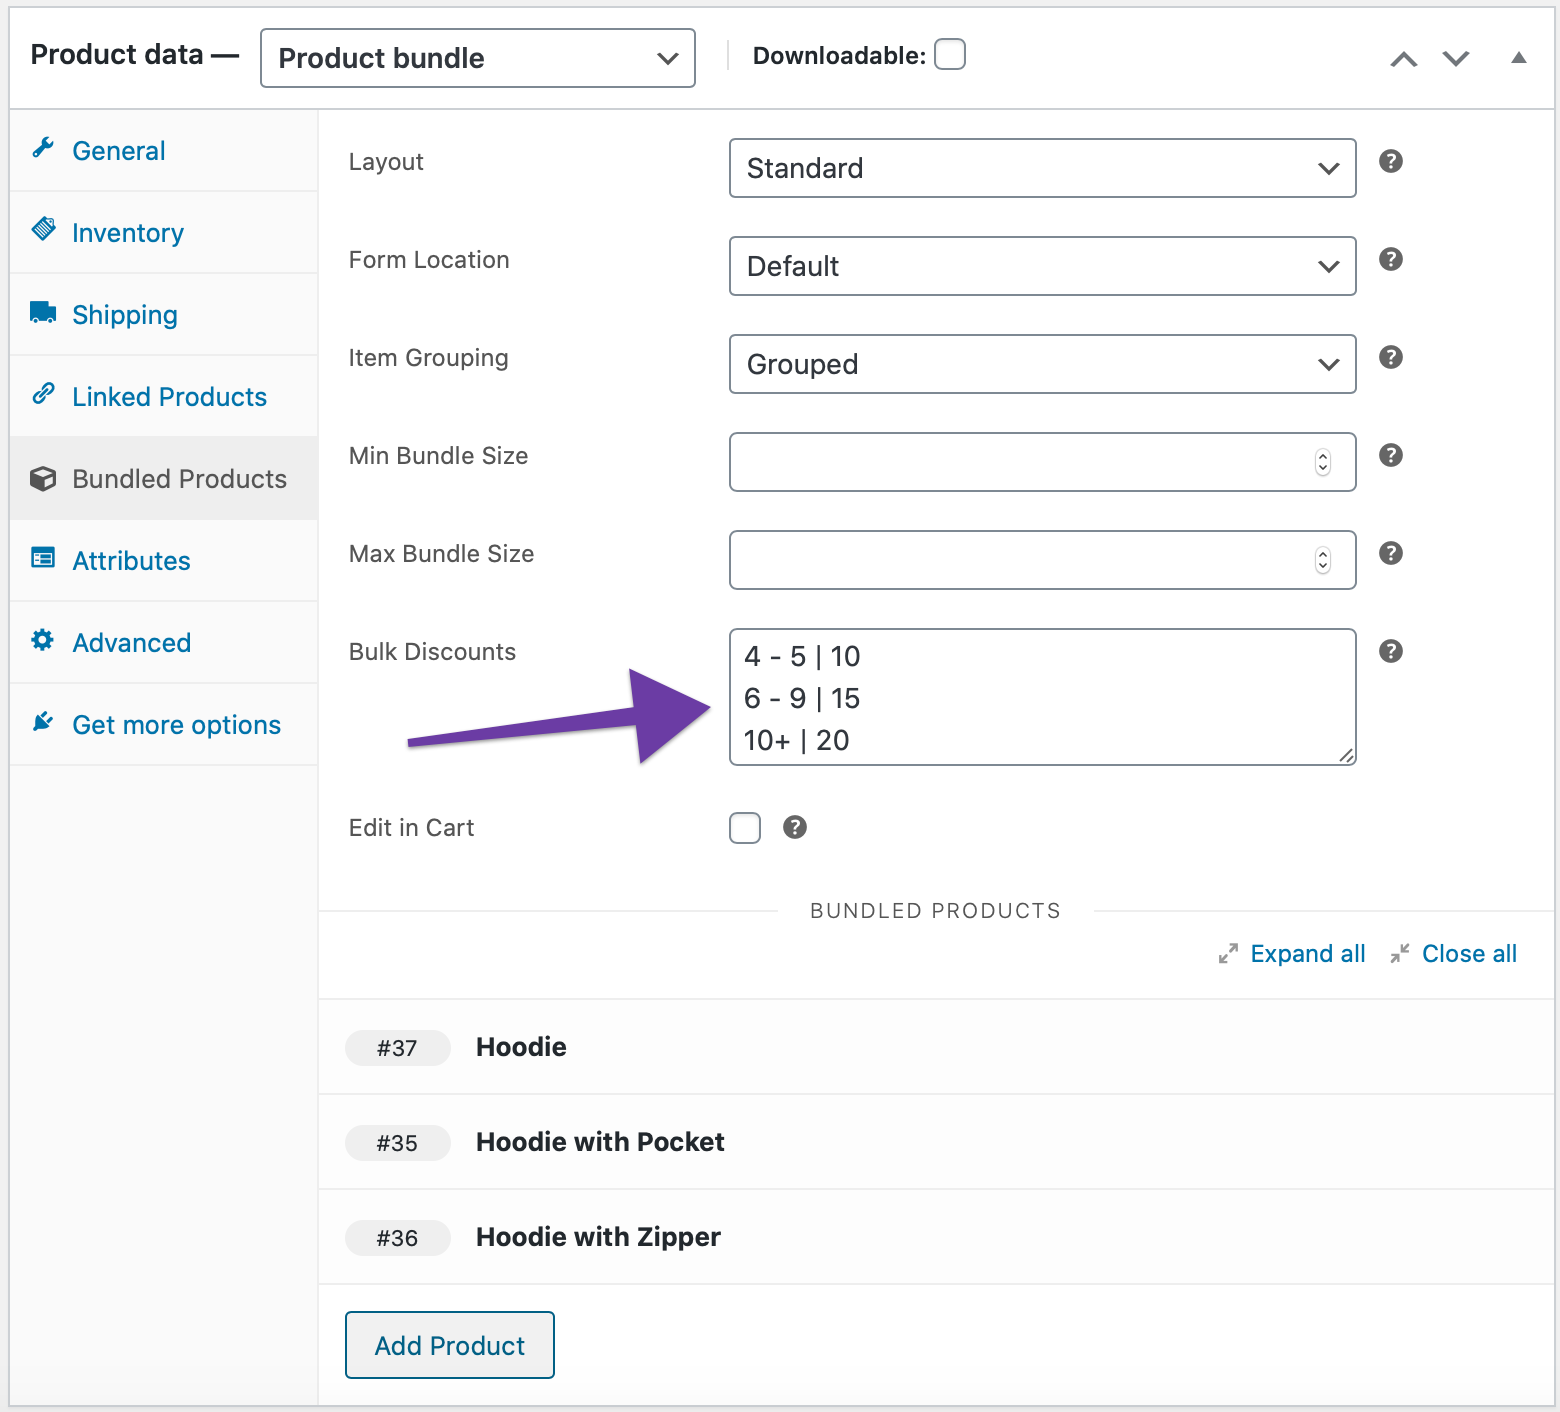 Product data —
Product bundle
Downloadable:
General
Inventory
Shipping
Linked Products
Bundled Products
Attributes
Advanced
Get more options
Layout
Standard
Form Location
Default
Item Grouping
Grouped
Min Bundle Size
Max Bundle Size
Bulk Discounts
4 - 5 | 10
6 - 9 | 15
10+ | 20
Edit in Cart
BUNDLED PRODUCTS
Expand all
Close all
#37 Hoodie
#35 Hoodie with Pocket
#36 Hoodie with Zipper
Add Product